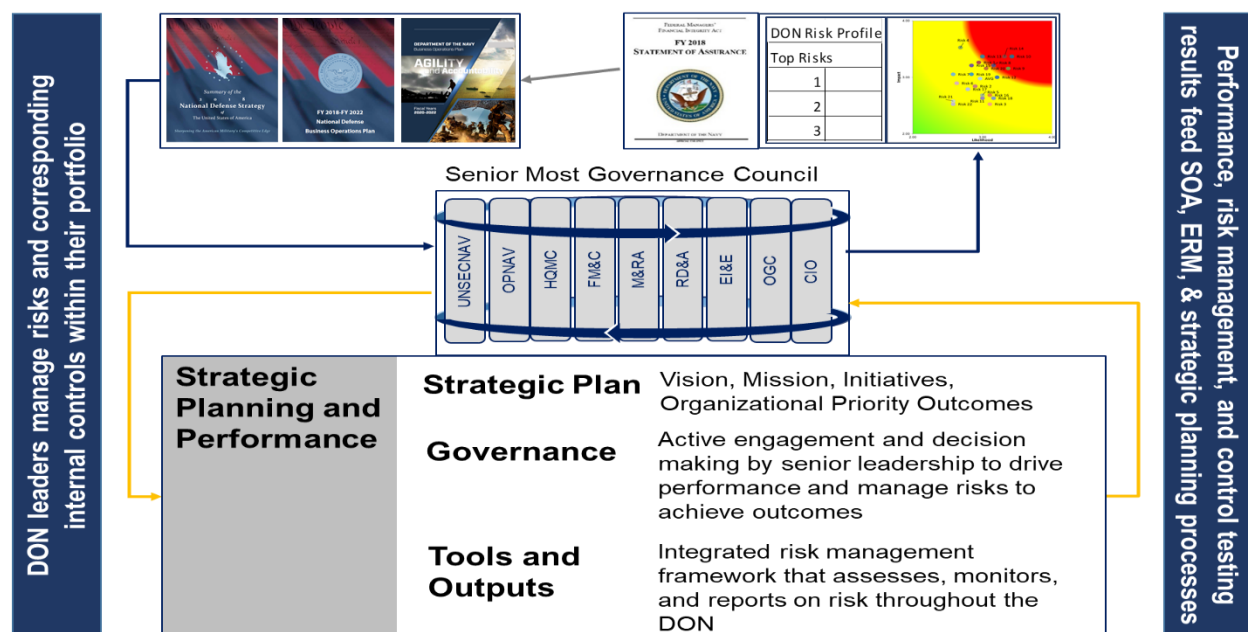 DON leaders manage risks and corresponding
internal controls within their portfolio
Summary of the
2018
National Defense Strategy
of
The United States of America
FY 2018-FY 2022
National Defense
Business Operations Plan
DEPARTMENT OF THE NAVY
Business Operations Plan
AGILITY
and Accountability
Fiscal Years
FEDERAL MANAGERS'
FINANCIAL INTEGRITY ACT
FY 2018
STATEMENT OF ASSURANCE
DEPARTMENT OF THE NAVY
DON Risk Profile
Top Risks
1
2
3
Impact
Likelihood
4.00
Senior Most Governance Council
UNSECNAV
OPNAV
HQMC
FM&C
M&RA
RD&A
EI&E
OGC
CIO
Strategic
Planning and
Performance
Strategic Plan
Vision, Mission, Initiatives,
Organizational Priority Outcomes
Governance
Active engagement and decision
making by senior leadership to drive
performance and manage risks to
achieve outcomes
Tools and
Outputs
Integrated risk management
framework that assesses, monitors,
and reports on risk throughout the
DON
Performance, risk management, and control testing
results feed SOA, ERM, & strategic planning processes